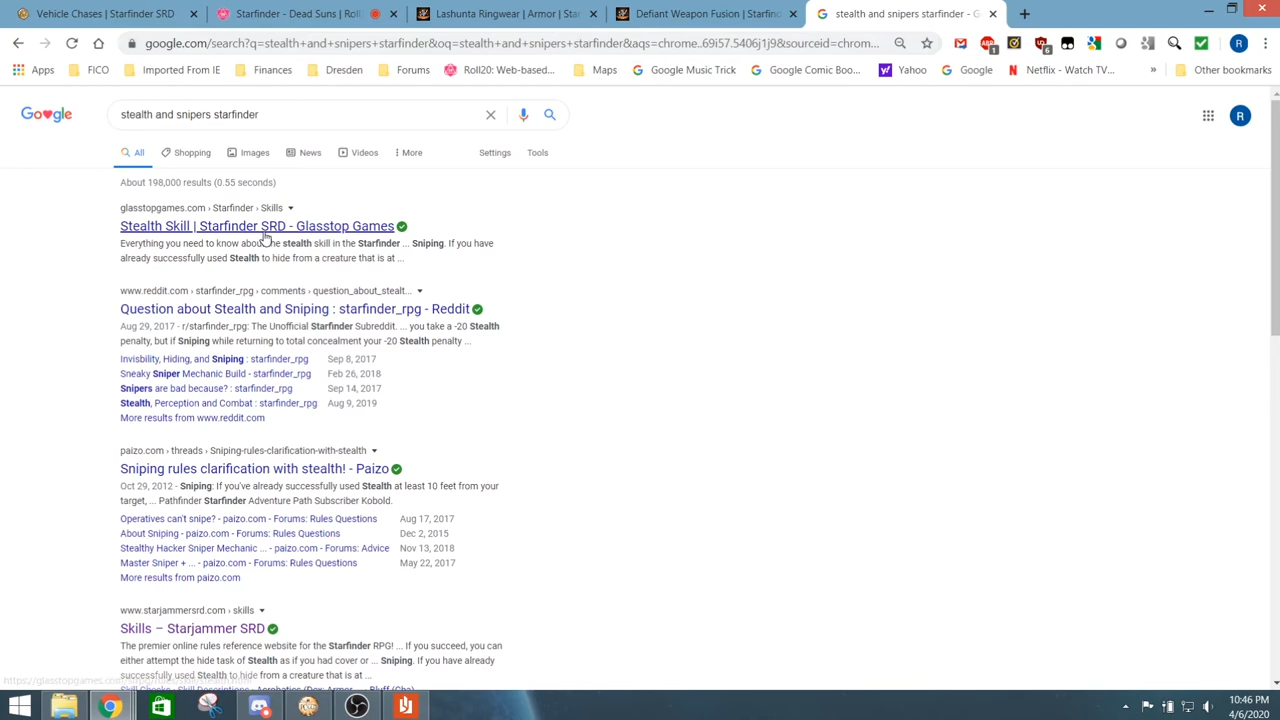 Vehicle Chases | Starfinder SRD
Starfinder - Dead Suns | Roll
Lashunta Ringwear | Armor | Star
Defiant Weapon Fusion | Starfind
stealth and snipers starfinder - G
google.com/search?q=stealth+and+snipers+starfinder&oq=stealth+and+snipers+starfinder&aqs=chrome..69i57.5406j1j9&sourceid=chrom...
1
6
R
Apps
FICO
Imported From IE
Finances
Dresden
Forums
Roll20: Web-based...
Maps
Google Music Trick
Google Comic Boo...
Yahoo
Google
Netflix - Watch TV...
»
Other bookmarks
stealth and snipers starfinder
R
All
Shopping
Images
News
Videos
More
Settings
Tools
About 198,000 results (0.55 seconds)
glasstopgames.com › Starfinder › Skills
Stealth Skill | Starfinder SRD - Glasstop Games
Everything you need to know about the stealth skill in the Starfinder ... Sniping. If you have
already successfully used Stealth to hide from a creature that is at ...
www.reddit.com › starfinder_rpg › comments › question_about_stealt...
Question about Stealth and Sniping : starfinder_rpg - Reddit
Aug 29, 2017 - r/starfinder_rpg: The Unofficial Starfinder Subreddit. ... you take a -20 Stealth
penalty, but if Sniping while returning to total concealment your -20 Stealth penalty ...
Invisbility, Hiding, and Sniping : starfinder_rpg Sep 8, 2017
Sneaky Sniper Mechanic Build - starfinder_rpg Feb 26, 2018
Snipers are bad because? : starfinder_rpg Sep 14, 2017
Stealth, Perception and Combat : starfinder_rpg Aug 9, 2019
More results from www.reddit.com
paizo.com › threads › Sniping-rules-clarification-with-stealth
Sniping rules clarification with stealth! - Paizo
Oct 29, 2012 - Sniping: If you've already successfully used Stealth at least 10 feet from your
target, ... Pathfinder Starfinder Adventure Path Subscriber Kobold.
Operatives can't snipe? - paizo.com - Forums: Rules Questions Aug 17, 2017
About Sniping - paizo.com - Forums: Rules Questions Dec 2, 2015
Stealthy Hacker Sniper Mechanic ... - paizo.com - Forums: Advice Nov 13, 2018
Master Sniper + ... - paizo.com - Forums: Rules Questions May 22, 2017
More results from paizo.com
www.starjammersrd.com › skills
Skills – Starjammer SRD
The premier online rules reference website for the Starfinder RPG! ... If you succeed, you can
either attempt the hide task of Stealth as if you had cover or ... Sniping. If you have already
successfully used Stealth to hide from a creature that is at ...
10:46 PM
4/6/2020